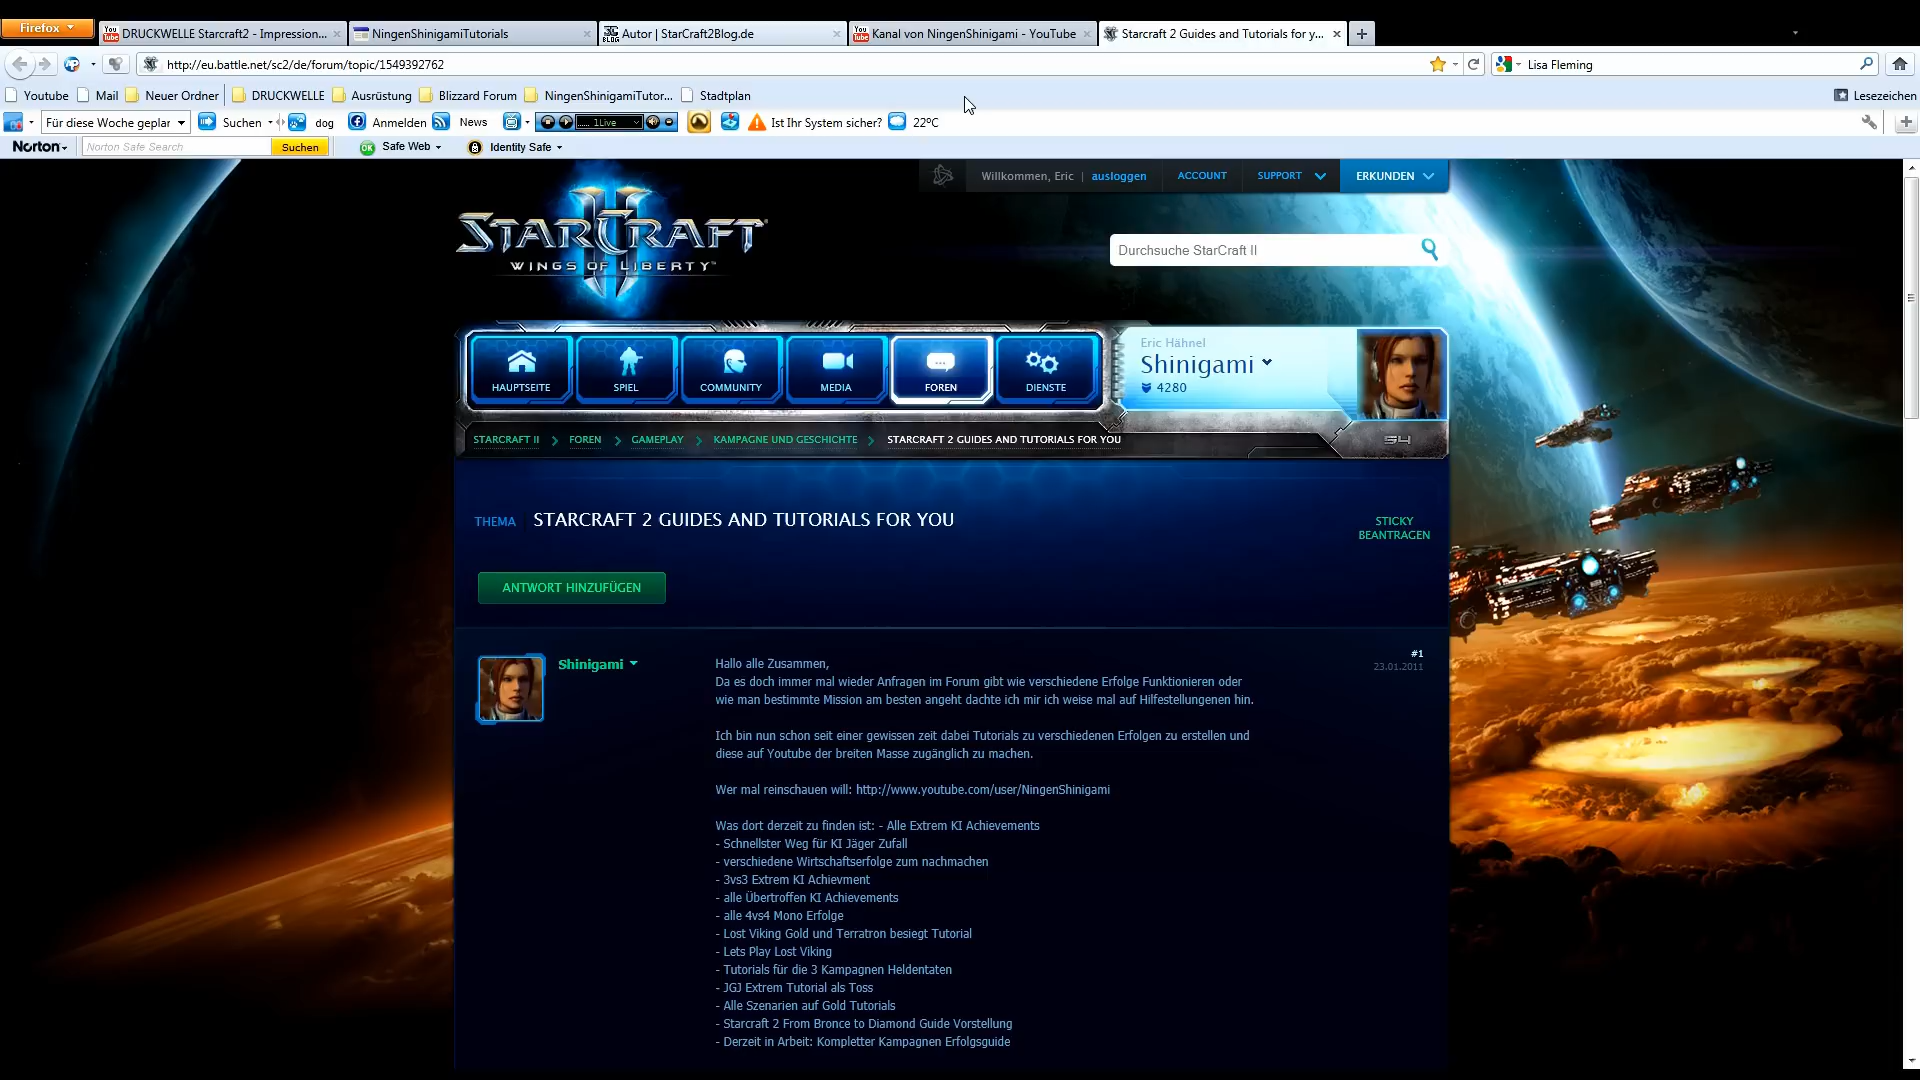 Firefox
DRUCKWELLE Starcraft2 - Impression...
NingenShinigamiTutorials
Autor | StarCraft2Blog.de
Kanal von NingenShinigami - YouTube
Starcraft 2 Guides and Tutorials for y...
http://eu.battle.net/sc2/de/forum/topic/1549392762
Lisa Fleming
Youtube Mail Neuer Ordner DRUCKWELLE Ausrüstung Blizzard Forum NingenShinigamiTutor... Stadtplan Lesezeichen
Für diese Woche geplar Suchen dog Anmelden News 1Live Ist Ihr System sicher? 22°C
Norton Norton Safe Search Suchen OK Safe Web Identity Safe
Willkommen, Eric | ausloggen ACCOUNT SUPPORT ERKUNDEN
STARCRAFT II
WINGS OF LIBERTY
Durchsuche StarCraft II
HAUPTSEITE SPIEL COMMUNITY MEDIA FOREN DIENSTE
Eric Hähnel
Shinigami
4280
STARCRAFT II FOREN GAMEPLAY KAMPAGNE UND GESCHICHTE STARCRAFT 2 GUIDES AND TUTORIALS FOR YOU
THEMA STARCRAFT 2 GUIDES AND TUTORIALS FOR YOU
STICKY
BEANTRAGEN
ANTWORT HINZUFÜGEN
Shinigami
#1
23.01.2011
Hallo alle Zusammen,
Da es doch immer mal wieder Anfragen im Forum gibt wie verschiedene Erfolge Funktionieren oder
wie man bestimmte Mission am besten angeht dachte ich mir ich weise mal auf Hilfestellungenen hin.
Ich bin nun schon seit einer gewissen zeit dabei Tutorials zu verschiedenen Erfolgen zu erstellen und
diese auf Youtube der breiten Masse zugänglich zu machen.
Wer mal reinschauen will: http://www.youtube.com/user/NingenShinigami
Was dort derzeit zu finden ist: - Alle Extrem KI Achievements
- Schnellster Weg für KI Jäger Zufall
- verschiedene Wirtschaftserfolge zum nachmachen
- 3vs3 Extrem KI Achievment
- alle Übertroffen KI Achievements
- alle 4vs4 Mono Erfolge
- Lost Viking Gold und Terratron besiegt Tutorial
- Lets Play Lost Viking
- Tutorials für die 3 Kampagnen Heldentaten
- JGJ Extrem Tutorial als Toss
- Alle Szenarien auf Gold Tutorials
- Starcraft 2 From Bronce to Diamond Guide Vorstellung
- Derzeit in Arbeit: Kompletter Kampagnen Erfolgsguide